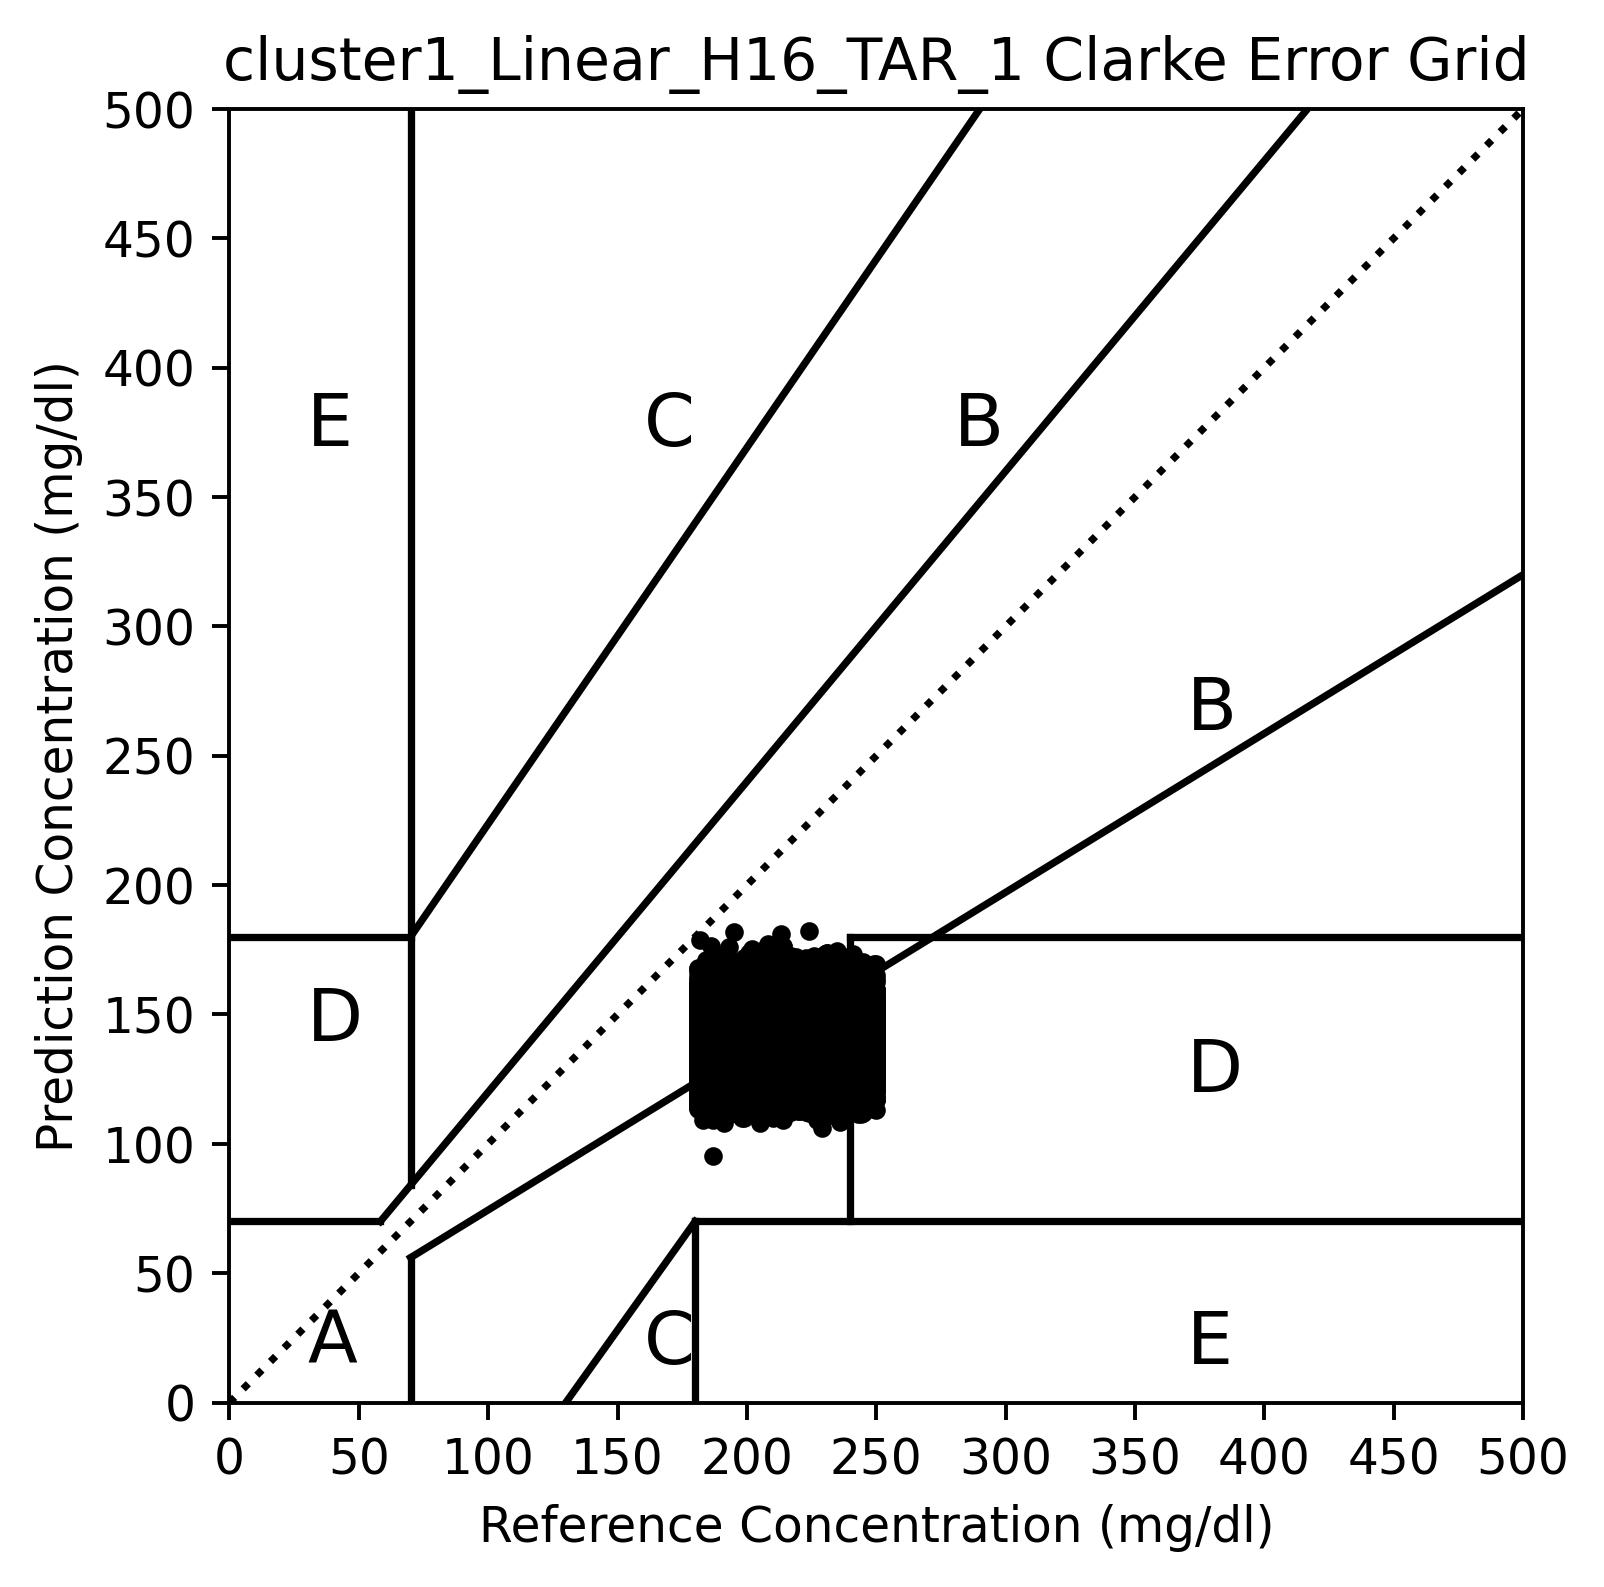 cluster1_Linear_H16_TAR_1 Clarke Error Grid
500
450
400
350
300
250
200
150
100
50
0
Prediction Concentration (mg/dl)
E
C
B
B
D
D
A
C
E
0 50 100 150 200 250 300 350 400 450 500
Reference Concentration (mg/dl)